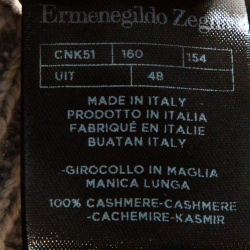 Ermenegildo Zegna
CNK51 160 154
UIT 48
MADE IN ITALY
PRODOTTO IN ITALIA
FABRIQUÉ EN ITALIE
BUATAN ITALY
-GIROCOLLO IN MAGLIA
MANICA LUNGA
100% CASHMERE-CASHMERE
-CACHEMIRE-KASMIR